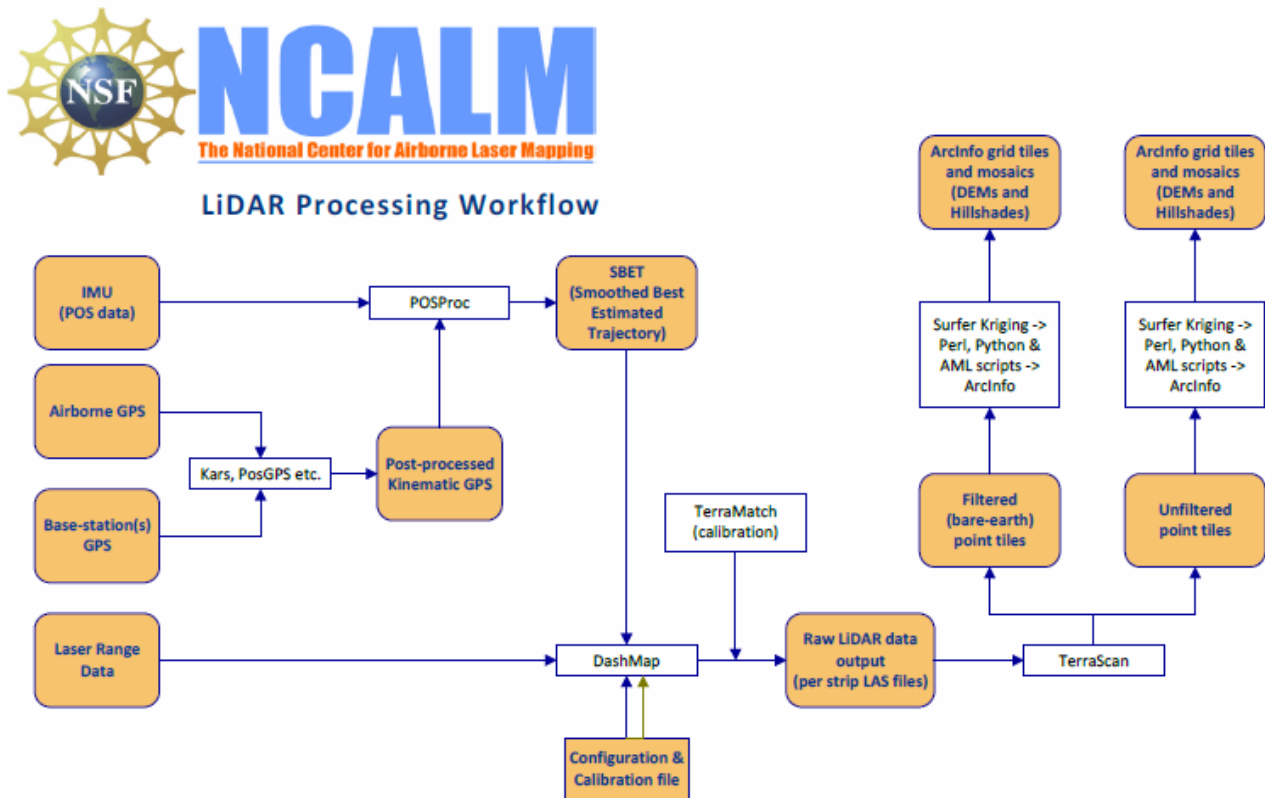 NSF
NCALM
The National Center for Airborne Laser Mapping
LiDAR Processing Workflow
ArcInfo grid tiles
and mosaics
(DEMs and
Hillshades)
ArcInfo grid tiles
and mosaics
(DEMs and
Hillshades)
IMU
(POS data)
POSProc
SBET
(Smoothed Best
Estimated
Trajectory)
Surfer Kriging ->
Perl, Python &
AML scripts ->
ArcInfo
Surfer Kriging ->
Perl, Python &
AML scripts ->
ArcInfo
Airborne GPS
Kars, PosGPS etc.
Post-processed
Kinematic GPS
Base-station(s)
GPS
TerraMatch
(calibration)
Filtered
(bare-earth)
point tiles
Unfiltered
point tiles
Laser Range
Data
DashMap
Raw LiDAR data
output
(per strip LAS files)
TerraScan
Configuration &
Calibration file